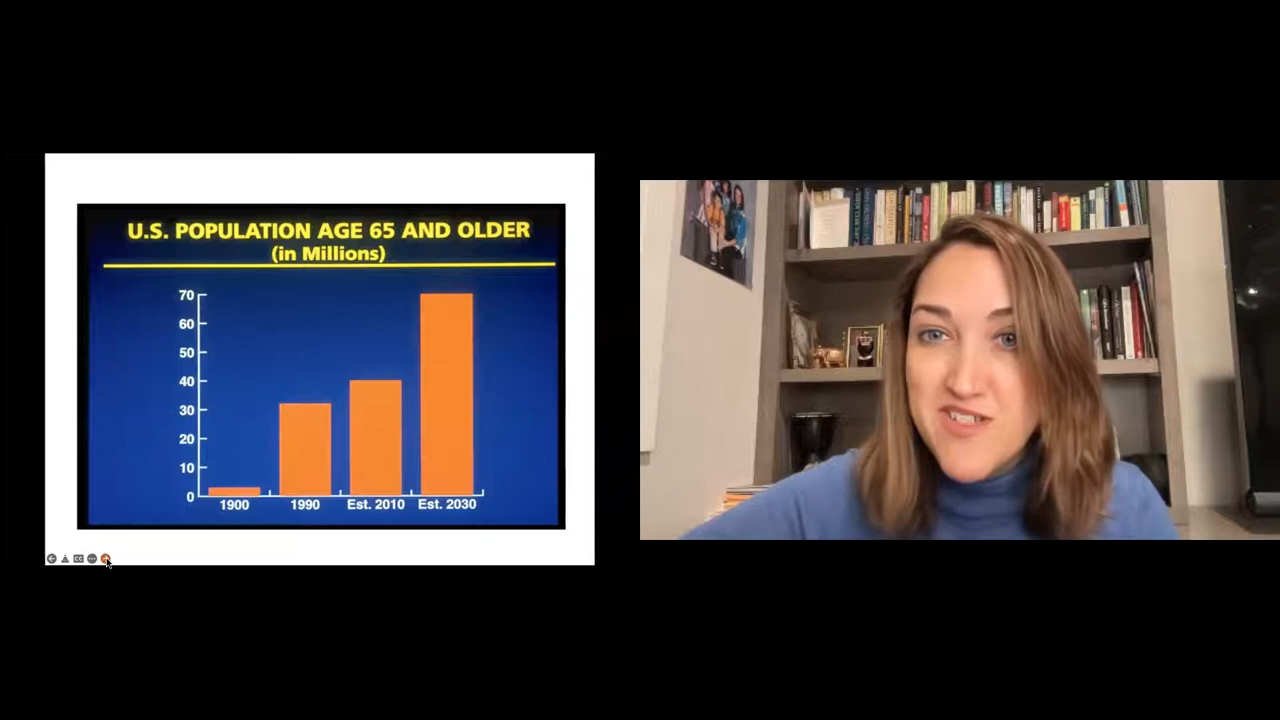 U.S. POPULATION AGE 65 AND OLDER
(in Millions)
70
60
50
40
30
20
10
0
1900 1990 Est. 2010 Est. 2030